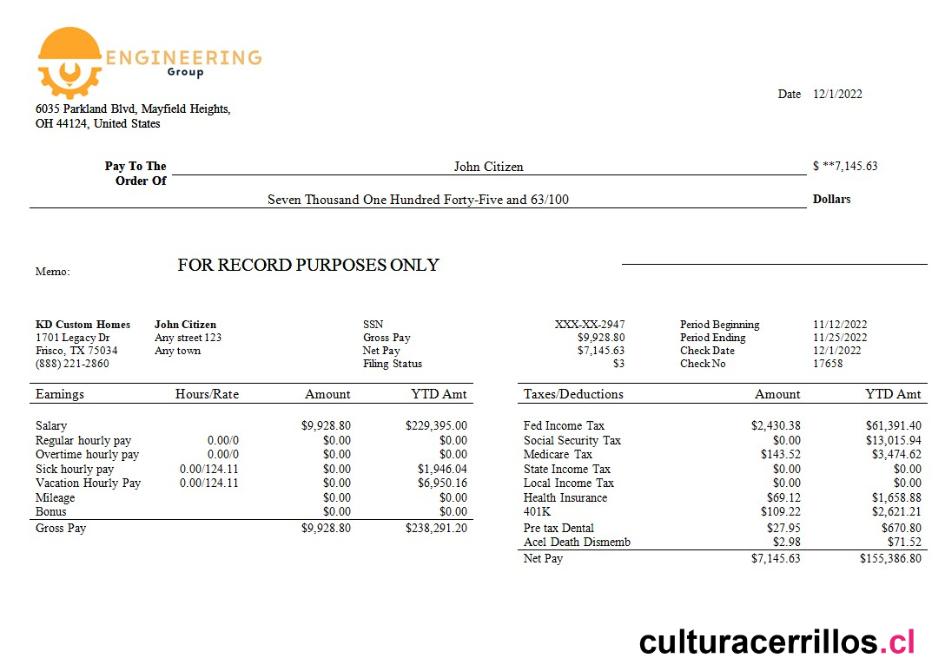 ENGINEERING
Group
6035 Parkland Blvd, Mayfield Heights,
OH 44124, United States
Date 12/1/2022
Pay To The Order Of John Citizen $ **7,145.63
Seven Thousand One Hundred Forty-Five and 63/100 Dollars
Memo: FOR RECORD PURPOSES ONLY
KD Custom Homes John Citizen SSN XXX-XX-2947 Period Beginning 11/12/2022
1701 Legacy Dr Any street 123 Gross Pay $9,928.80 Period Ending 11/25/2022
Frisco, TX 75034 Any town Net Pay $7,145.63 Check Date 12/1/2022
(888) 221-2860 Filing Status $3 Check No 17658
Earnings Hours/Rate Amount YTD Amt Taxes/Deductions Amount YTD Amt
Salary $9,928.80 $229,395.00 Fed Income Tax $2,430.38 $61,391.40
Regular hourly pay 0.00/0 $0.00 $0.00 Social Security Tax $0.00 $13,015.94
Overtime hourly pay 0.00/0 $0.00 $0.00 Medicare Tax $143.52 $3,474.62
Sick hourly pay 0.00/124.11 $0.00 $1,946.04 State Income Tax $0.00 $0.00
Vacation Hourly Pay 0.00/124.11 $0.00 $6,950.16 Local Income Tax $0.00 $0.00
Mileage $0.00 $0.00 Health Insurance $69.12 $1,658.88
Bonus $0.00 $0.00 401K $109.22 $2,621.21
Gross Pay $9,928.80 $238,291.20 Pre tax Dental $27.95 $670.80
Acel Death Dismemb $2.98 $71.52
Net Pay $7,145.63 $155,386.80
culturacerrillos.cl